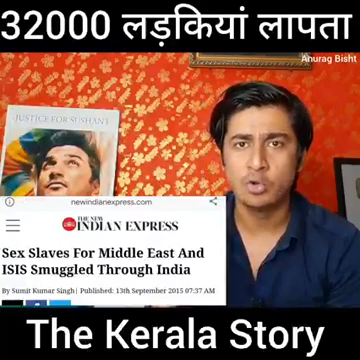 32000 लड़कियां लापता
Anurag Bisht
JUSTICE FOR SUSHANT
newindianexpress.com
THE NEW
INDIAN EXPRESS
Sex Slaves For Middle East And
ISIS Smuggled Through India
By Sumit Kumar Singh | Published: 13th September 2015 07:37 AM
The Kerala Story